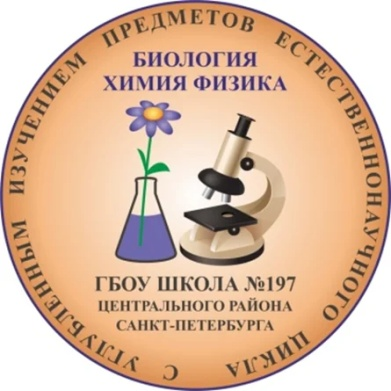 С УГЛУБЛЕННЫМ ИЗУЧЕНИЕМ ПРЕДМЕТОВ ЕСТЕСТВЕННОНАУЧНОГО ЦИКЛА
БИОЛОГИЯ
ХИМИЯ ФИЗИКА
ГБОУ ШКОЛА №197
ЦЕНТРАЛЬНОГО РАЙОНА
САНКТ-ПЕТЕРБУРГА